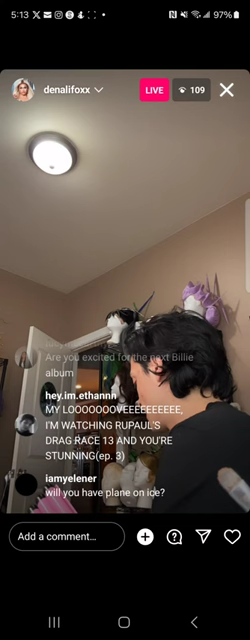 5:13
97%
denalifoxx
LIVE
109
Are you excited for the next Billie
album
hey.im.ethannn
MY LOOOOOOOVEEEEEEEEEE,
I'M WATCHING RUPAUL'S
DRAG RACE 13 AND YOU'RE
STUNNING(ep. 3)
iamyelener
will you have plane on ice?
Add a comment...